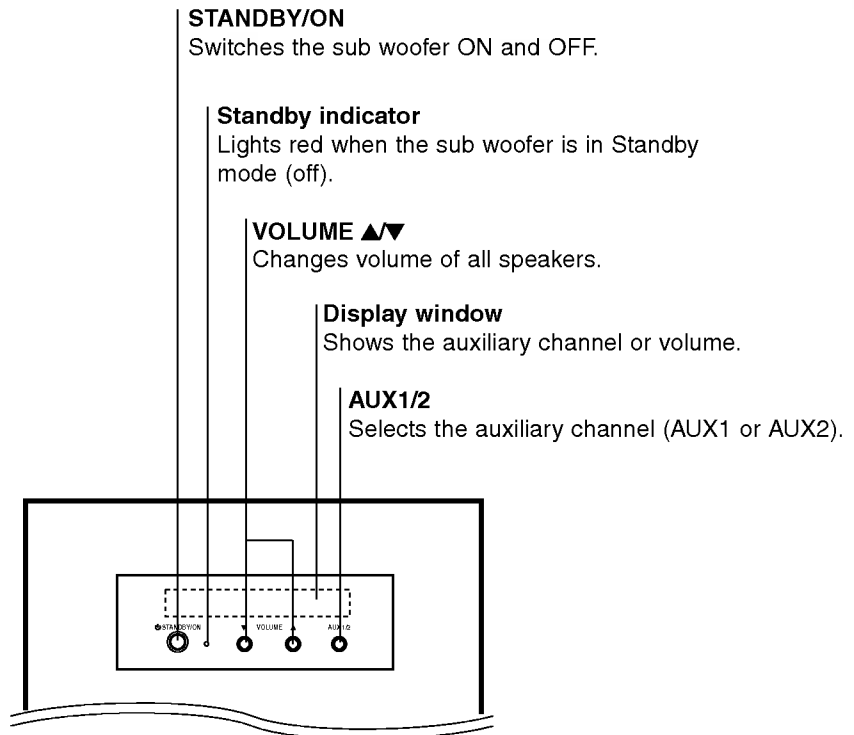 STANDBY/ON
Switches the sub woofer ON and OFF.
Standby indicator
Lights red when the sub woofer is in Standby
mode (off).
VOLUME ▲/▼
Changes volume of all speakers.
Display window
Shows the auxiliary channel or volume.
AUX1/2
Selects the auxiliary channel (AUX1 or AUX2).
⏻STANDBY/ON ▼ VOLUME ▲ AUX1/2